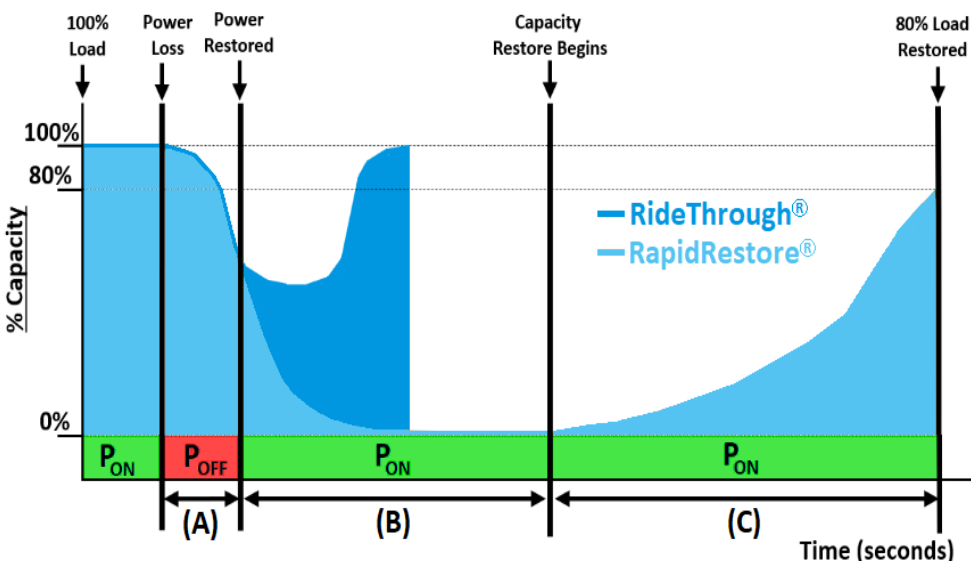 100%
Load
Power
Loss
Power
Restored
Capacity
Restore Begins
80% Load
Restored
100%
80%
% Capacity
0%
RideThrough®
RapidRestore®
PON
POFF
PON
PON
(A)
(B)
(C)
Time (seconds)